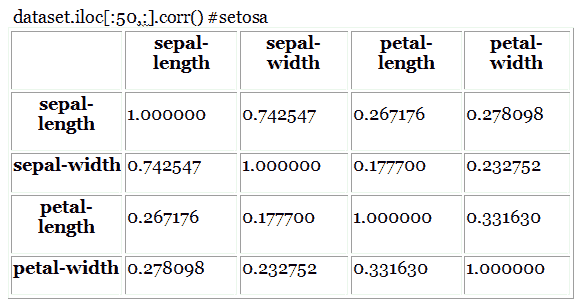 dataset.iloc[:50,:].corr() #setosa
sepal-length sepal-width petal-length petal-width
sepal-length 1.000000 0.742547 0.267176 0.278098
sepal-width 0.742547 1.000000 0.177700 0.232752
petal-length 0.267176 0.177700 1.000000 0.331630
petal-width 0.278098 0.232752 0.331630 1.000000